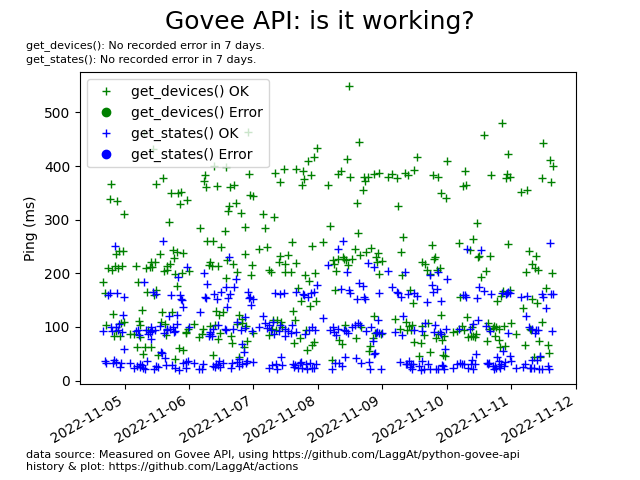 Govee API: is it working?
get_devices(): No recorded error in 7 days.
get_states(): No recorded error in 7 days.
get_devices() OK
get_devices() Error
get_states() OK
get_states() Error
Ping (ms)
500
400
300
200
100
0
2022-11-05
2022-11-06
2022-11-07
2022-11-08
2022-11-09
2022-11-10
2022-11-11
2022-11-12
data source: Measured on Govee API, using https://github.com/LaggAt/python-govee-api
history & plot: https://github.com/LaggAt/actions